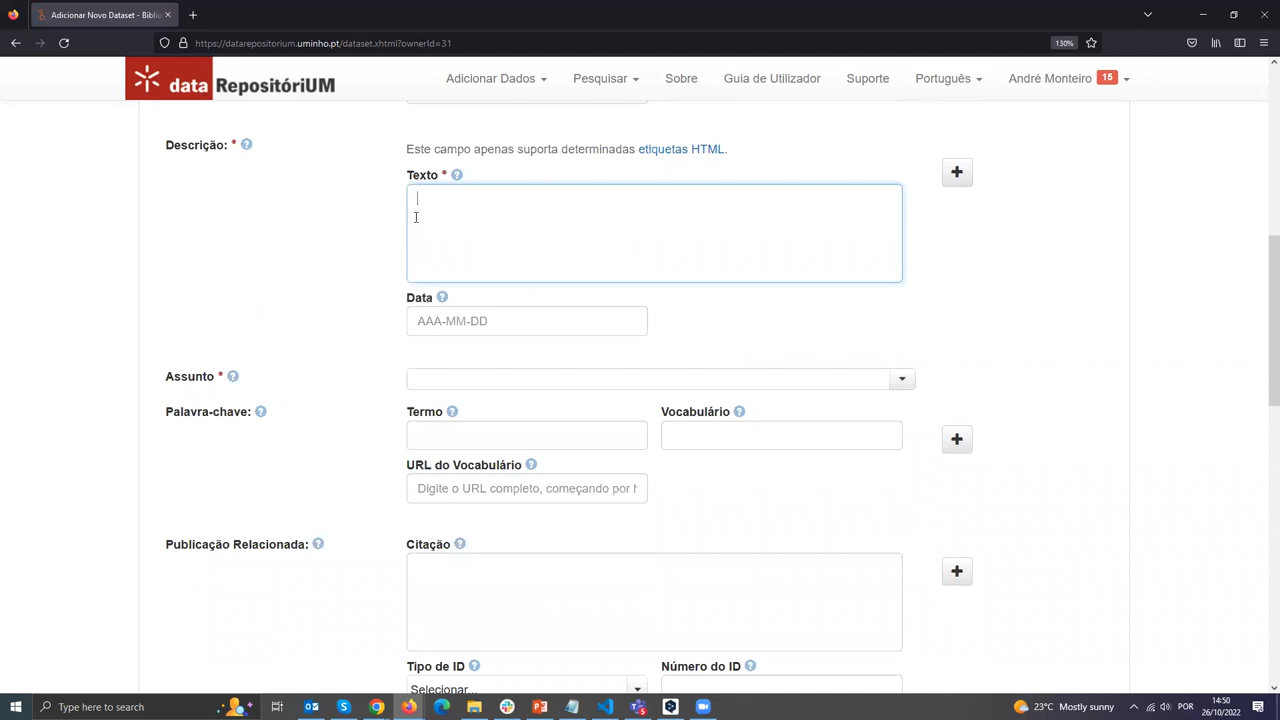 Adicionar Novo Dataset - Biblio
https://datarepositorium.uminho.pt/dataset.xhtml?ownerId=31
130%
data RepositóriUM
Adicionar Dados
Pesquisar
Sobre
Guia de Utilizador
Suporte
Português
André Monteiro 15
Descrição: *
Este campo apenas suporta determinadas etiquetas HTML.
Texto *
Data
AAA-MM-DD
Assunto *
Palavra-chave:
Termo
Vocabulário
URL do Vocabulário
Digite o URL completo, começando por h
Publicação Relacionada:
Citação
Tipo de ID
Número do ID
Selecionar...
Type here to search
23°C Mostly sunny
POR
14:50
26/10/2022